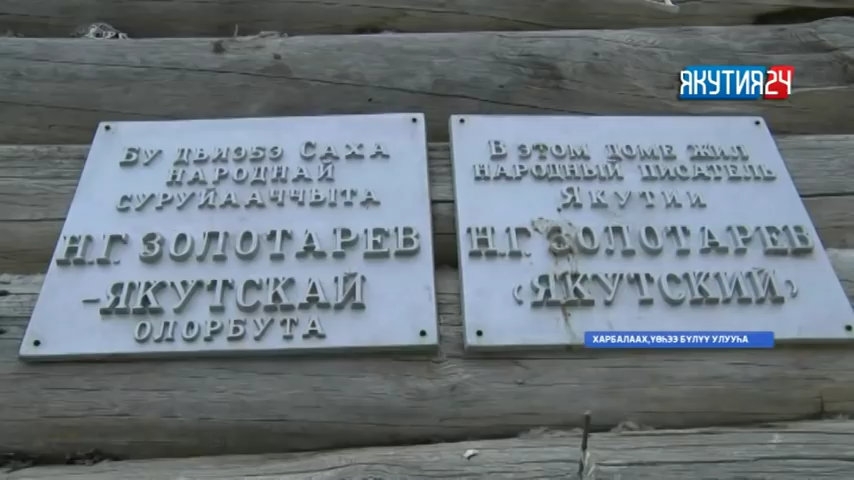 ЯКУТИЯ24
БУ ДЬИЭБЭ САХА
НАРОДНАЙ
СУРУЙААЧЧЫТА
Н.Г. ЗОЛОТАРЕВ
–ЯКУТСКАЙ
ОЛОРБУТА
В ЭТОМ ДОМЕ ЖИЛ
НАРОДНЫЙ ПИСАТЕЛЬ
ЯКУТИИ
Н.Г. ЗОЛОТАРЕВ
(ЯКУТСКИЙ)
ХАРБАЛААХ,ҮӨҺЭЭ БҮЛҮҮ УЛУУҺА